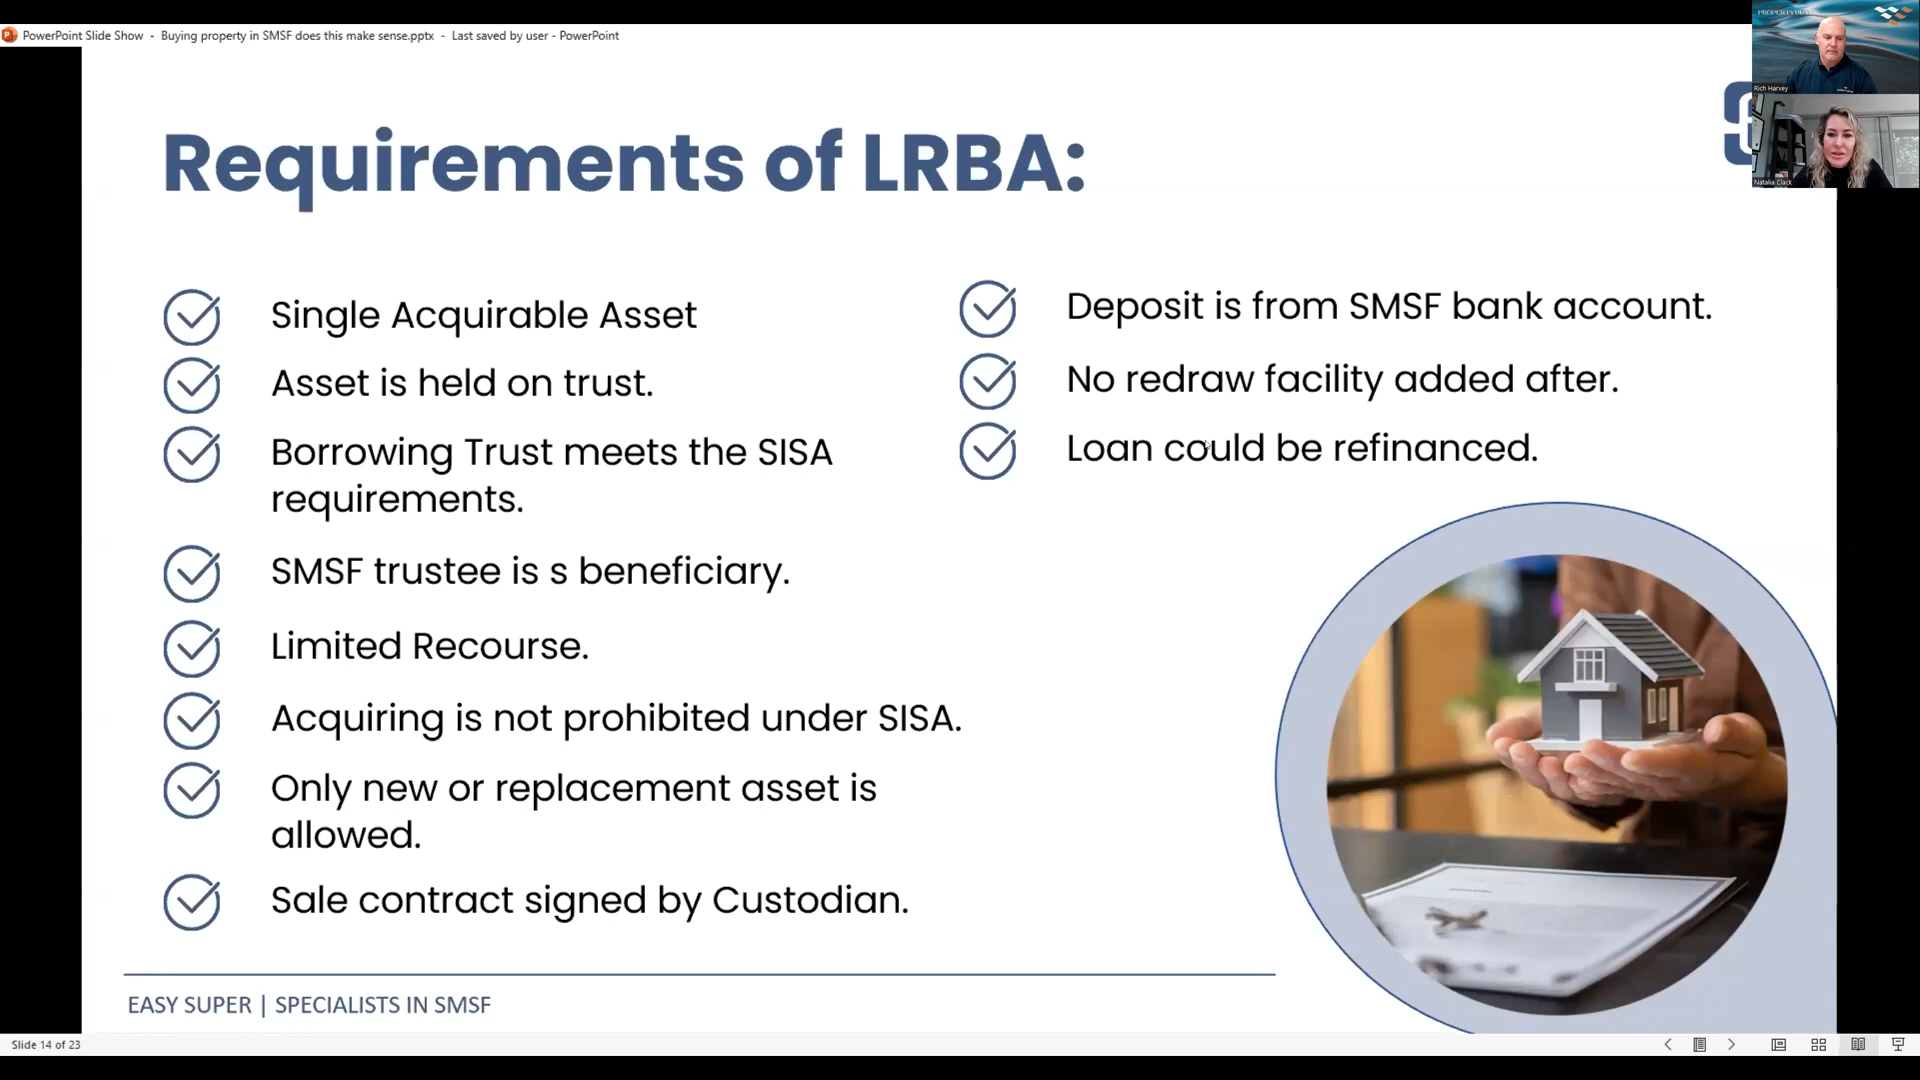 PowerPoint Slide Show - Buying property in SMSF does this make sense.pptx - Last saved by user - PowerPoint
Rich Harvey
Natalia Clack
Requirements of LRBA:
Single Acquirable Asset
Asset is held on trust.
Borrowing Trust meets the SISA
requirements.
SMSF trustee is s beneficiary.
Limited Recourse.
Acquiring is not prohibited under SISA.
Only new or replacement asset is
allowed.
Sale contract signed by Custodian.
Deposit is from SMSF bank account.
No redraw facility added after.
Loan could be refinanced.
EASY SUPER | SPECIALISTS IN SMSF
Slide 14 of 23